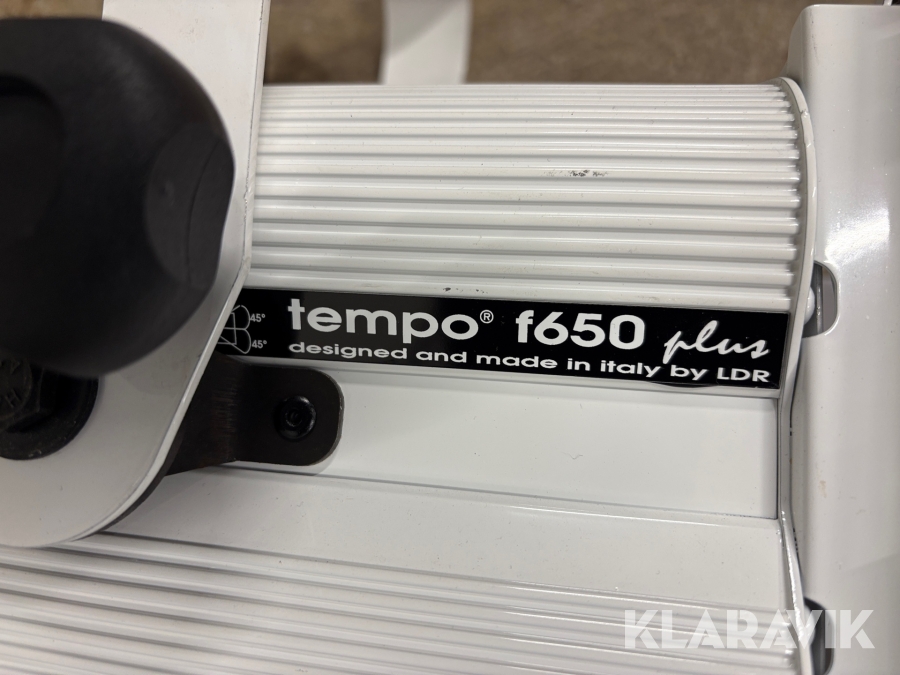 45°
45°
tempo® f650 plus
designed and made in italy by LDR
KLARAVIK